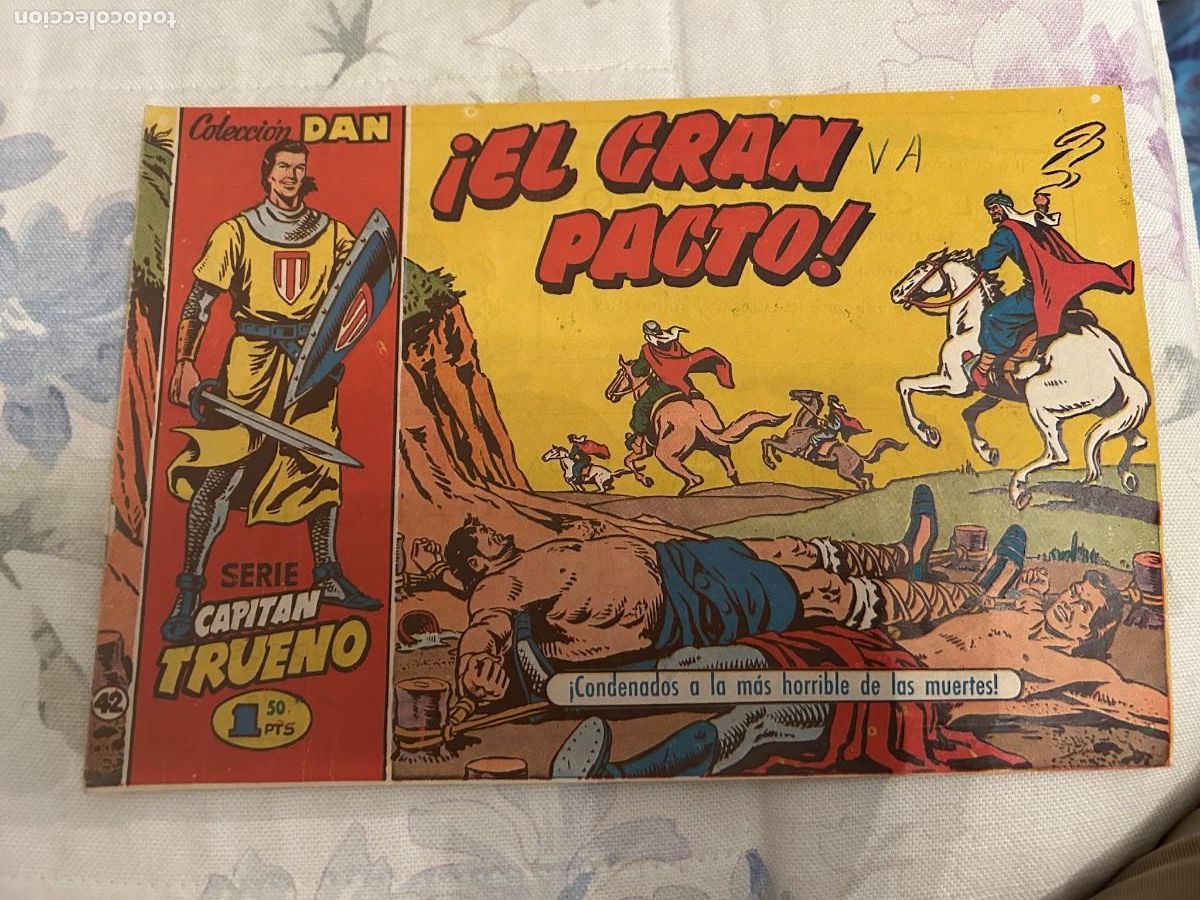 todocoleccion
Colección DAN
¡EL GRAN
PACTO!
VA
SERIE
CAPITAN
TRUENO
1 50
PTS
42
¡Condenados a la más horrible de las muertes!